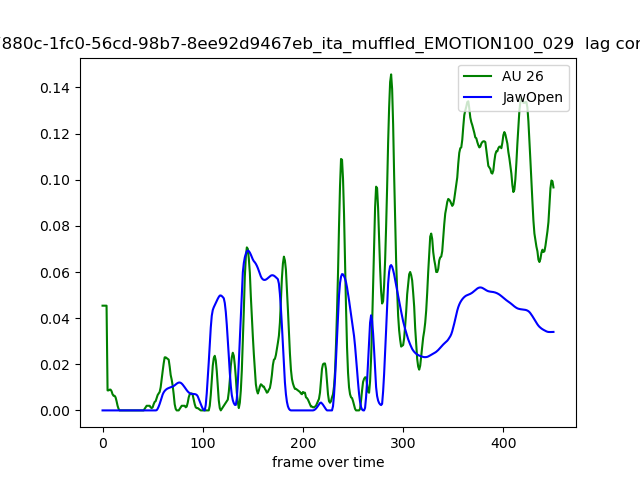 7880c-1fc0-56cd-98b7-8ee92d9467eb_ita_muffled_EMOTION100_029 lag cor
AU 26
JawOpen
0.14
0.12
0.10
0.08
0.06
0.04
0.02
0.00
0 100 200 300 400
frame over time